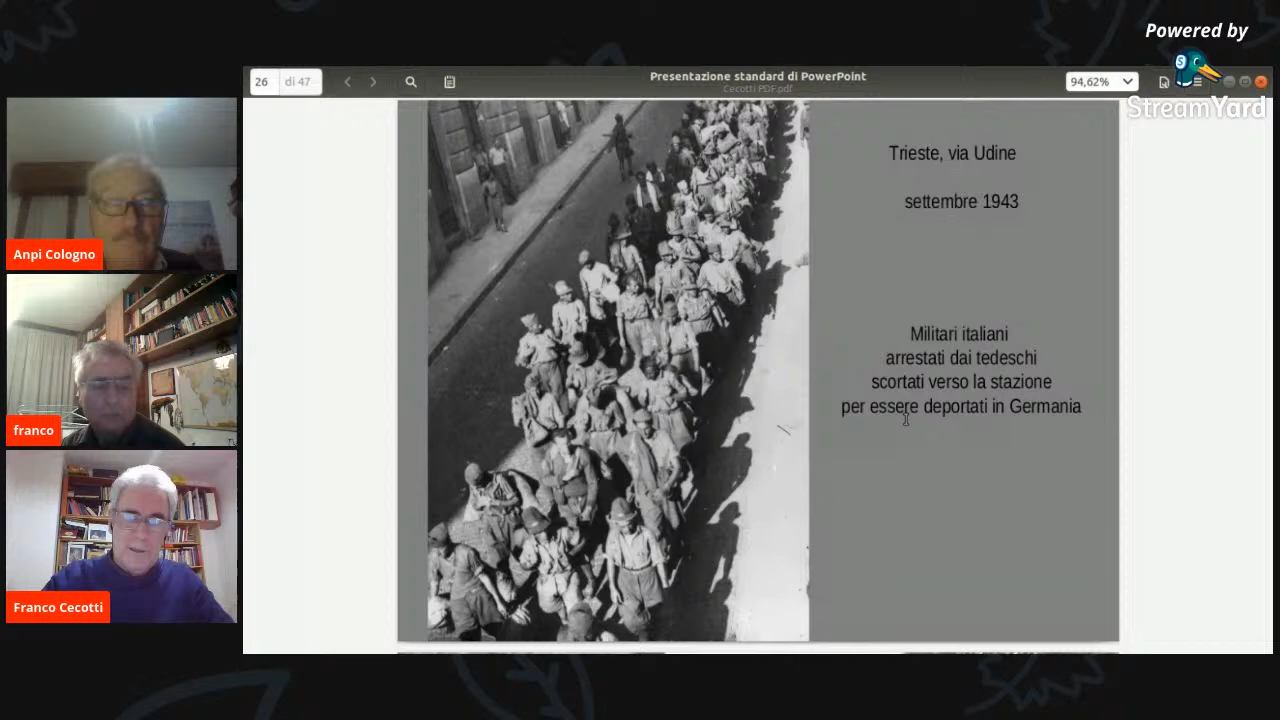 Powered by
StreamYard
26 di 47
Presentazione standard di PowerPoint
Cecotti PDF.pdf
94,62%
Anpi Cologno
franco
Franco Cecotti
Trieste, via Udine
settembre 1943
Militari italiani
arrestati dai tedeschi
scortati verso la stazione
per essere deportati in Germania